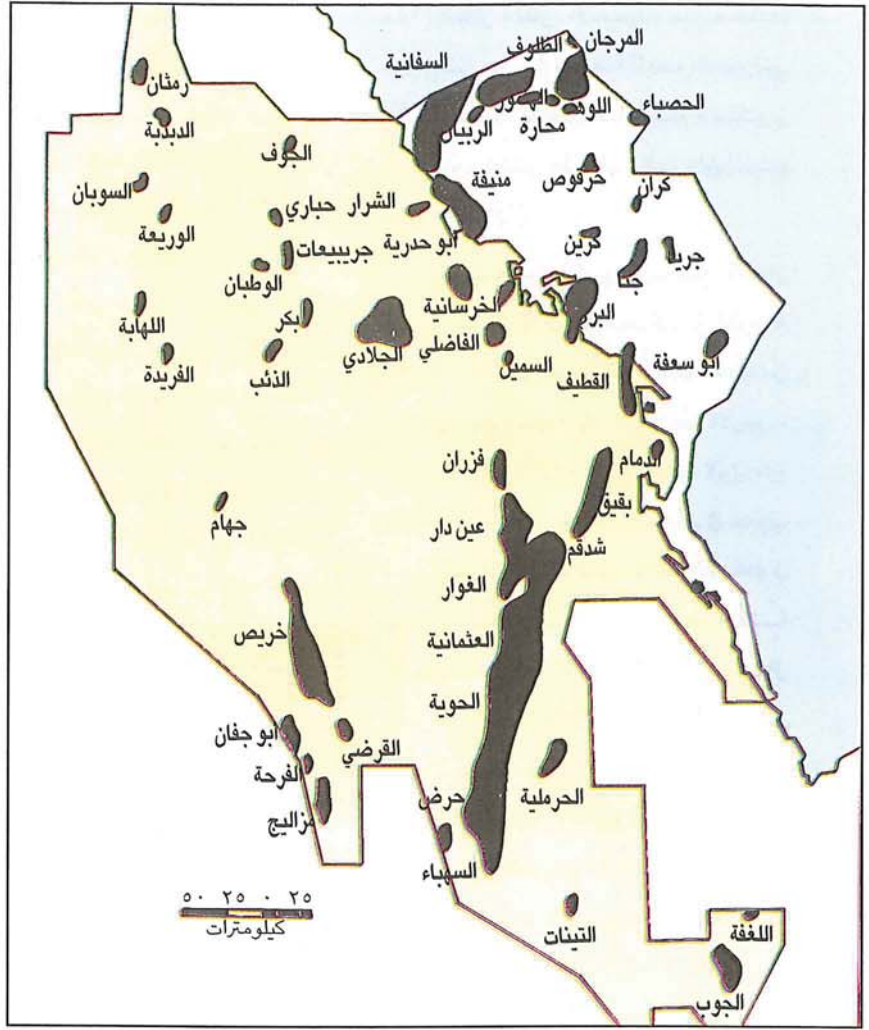 المرجان
الظلوف
السفانية
رمثان
الحصباء
اللوهـ
محارة
الربيان
الدبدبة
الجوف
حرقوص
منيفة
كران
السوبان
الشرار
حباري
الوريعة
أبو حدرية
كرين
جريبيعات
الوطبان
الخرسانية
اللهابة
بكر
البري
أبو سعفة
الفاضلي
الجلادي
السمين
القطيف
الفريدة
الذئب
فزران
الدمام
بقيق
جهام
عين دار
شدقم
الغوار
خريص
العثمانية
الحوية
أبو جفان
القرضي
الفرحة
حرض
الحرملية
مزاليج
السهباء
٥٠ ٢٥ ٠ ٢٥
كيلومترات
التينات
اللغفة
الجوب